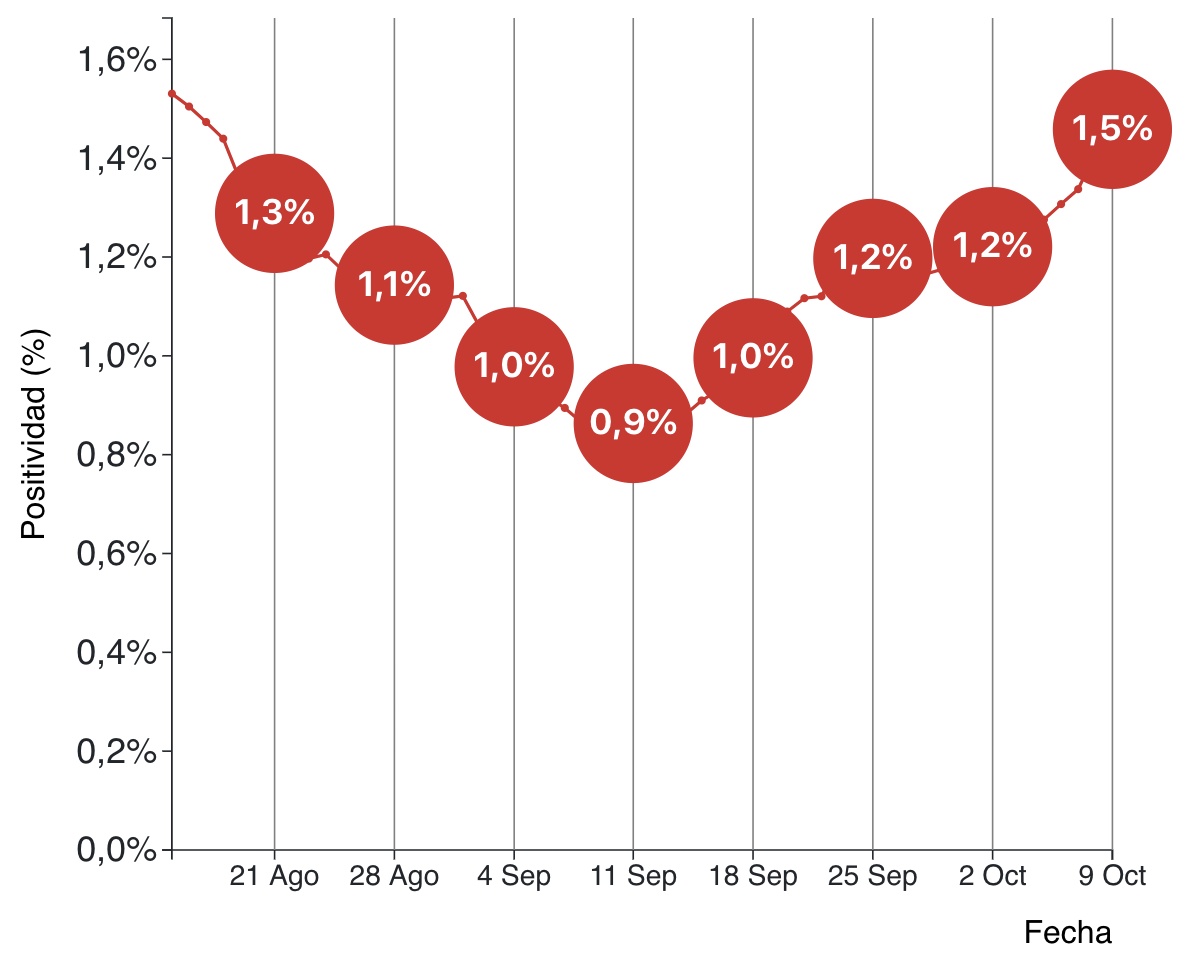 1,6%
1,4%
1,2%
1,0%
0,8%
0,6%
0,4%
0,2%
0,0%
Positividad (%)
1,3%
1,1%
1,0%
0,9%
1,0%
1,2%
1,2%
1,5%
21 Ago
28 Ago
4 Sep
11 Sep
18 Sep
25 Sep
2 Oct
9 Oct
Fecha